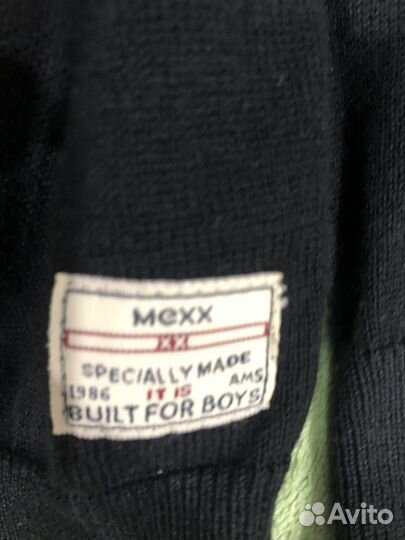 Mexx
XX
SPECIALLY MADE
1986 IT IS AMS
BUILT FOR BOYS
Avito